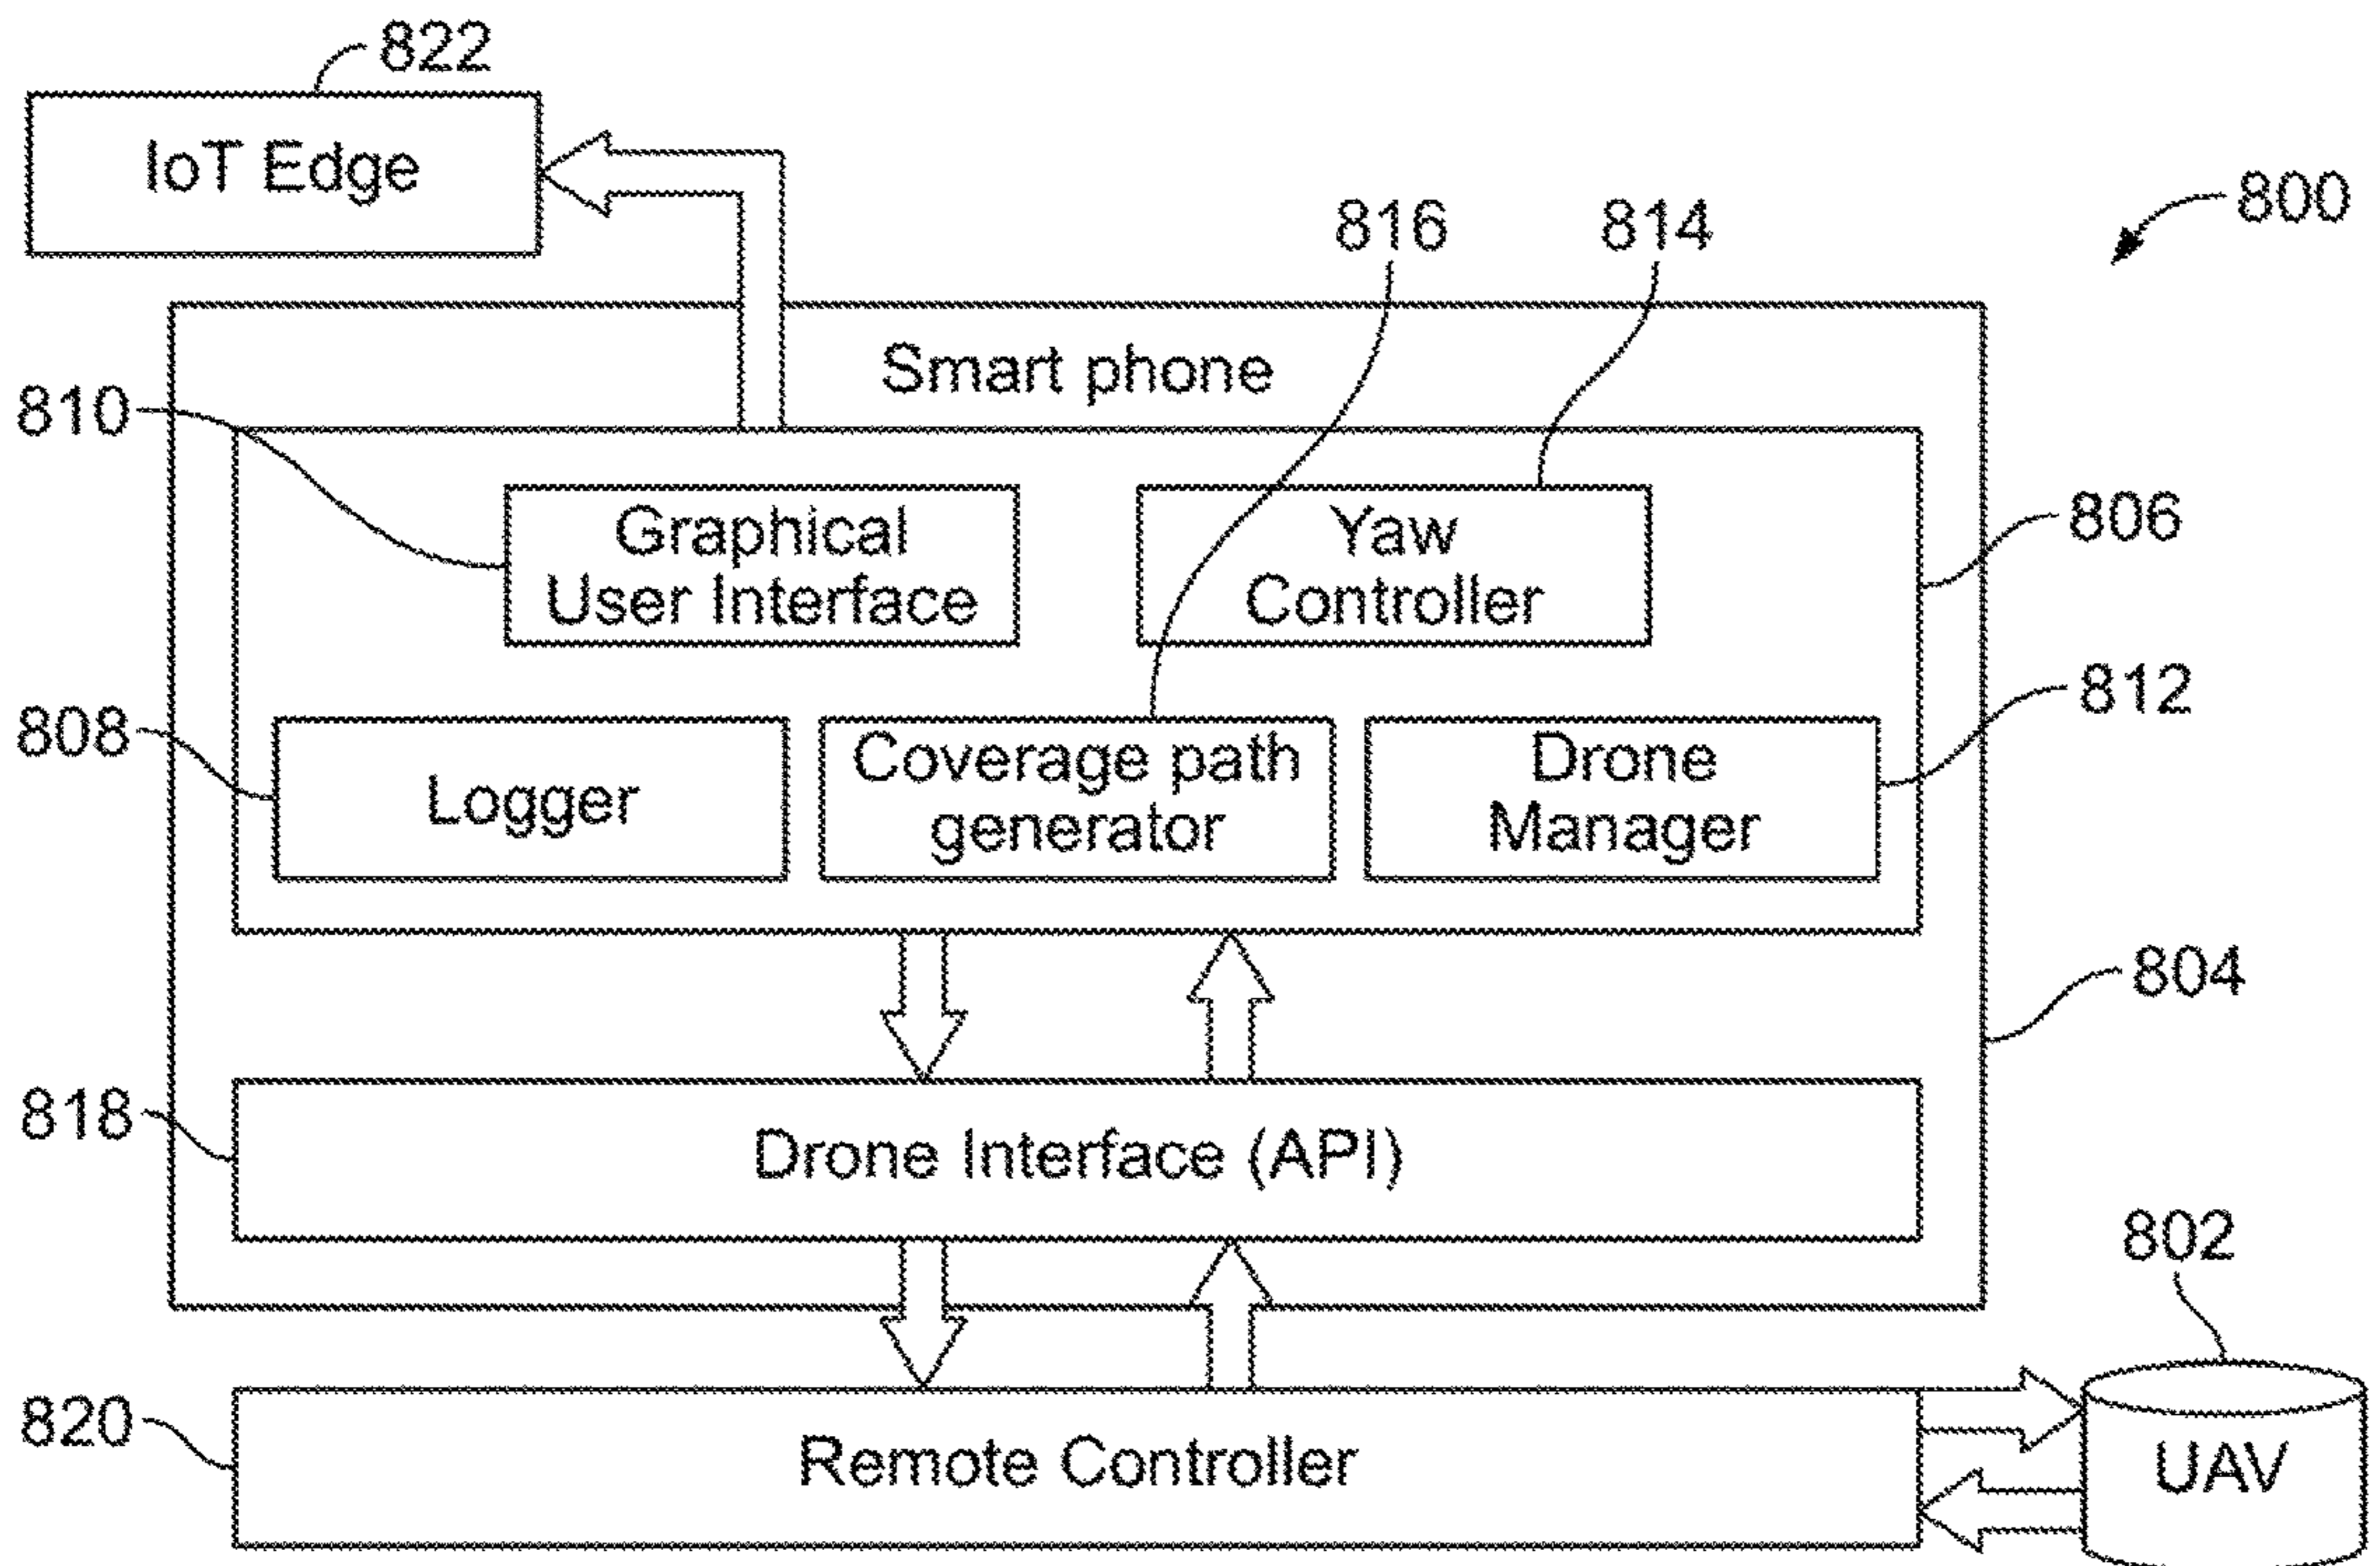 822
IoT Edge
800
816
814
Smart phone
810
Graphical
User Interface
Yaw
Controller
806
812
808
Logger
Coverage path
generator
Drone
Manager
804
818
Drone Interface (API)
802
820
Remote Controller
UAV